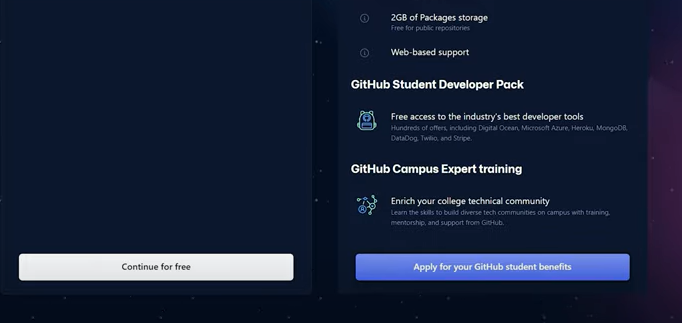 2GB of Packages storage
Free for public repositories
Web-based support
GitHub Student Developer Pack
Free access to the industry's best developer tools
Hundreds of offers, including Digital Ocean, Microsoft Azure, Heroku, MongoDB,
DataDog, Twilio, and Stripe.
GitHub Campus Expert training
Enrich your college technical community
Learn the skills to build diverse tech communities on campus with training,
mentorship, and support from GitHub.
Continue for free
Apply for your GitHub student benefits